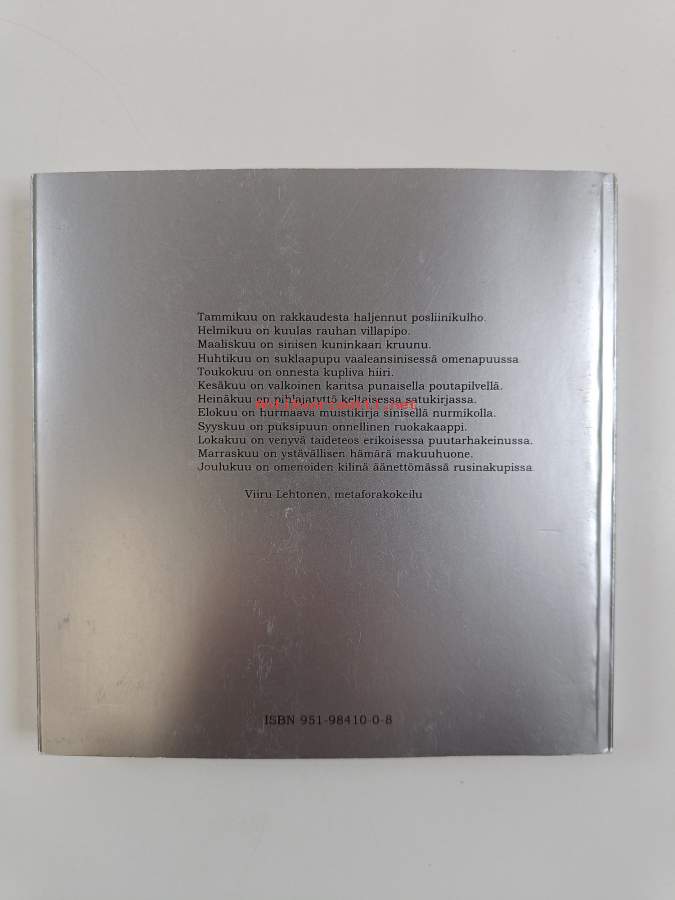 Tammikuu on rakkaudesta haljennut posliinikulho.
Helmikuu on kuulas rauhan villapipo.
Maaliskuu on sinisen kuninkaan kruunu.
Huhtikuu on suklaapupu vaaleansinisessä omenapuussa.
Toukokuu on onnesta kupliva hiiri.
Kesäkuu on valkoinen karitsa punaisella poutapilvellä.
Heinäkuu on pihlajatyttö keltaisessa satukirjassa.
Elokuu on hurmaava muistikirja sinisellä nurmikolla.
Syyskuu on puksipuun onnellinen ruokakaappi.
Lokakuu on venyvä taideteos erikoisessa puutarhakeinussa.
Marraskuu on ystävällisen hämärä makuuhuone.
Joulukuu on omenoiden kilinä äänettömässä rusinakupissa.
Viiru Lehtonen, metaforakokeilu
ISBN 951-98410-0-8